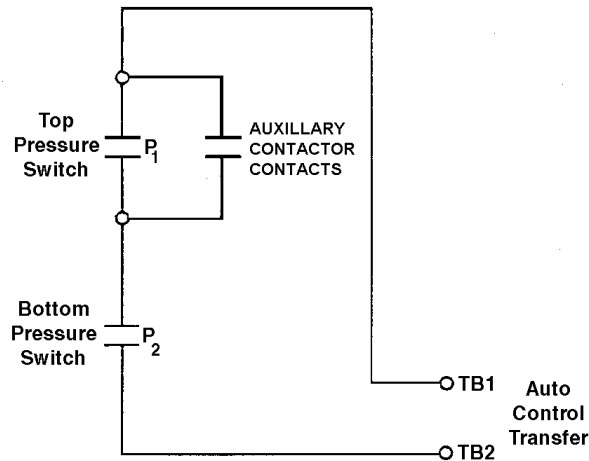 Top
Pressure
Switch
P1
AUXILLARY
CONTACTOR
CONTACTS
Bottom
Pressure
Switch
P2
TB1
Auto
Control
Transfer
TB2